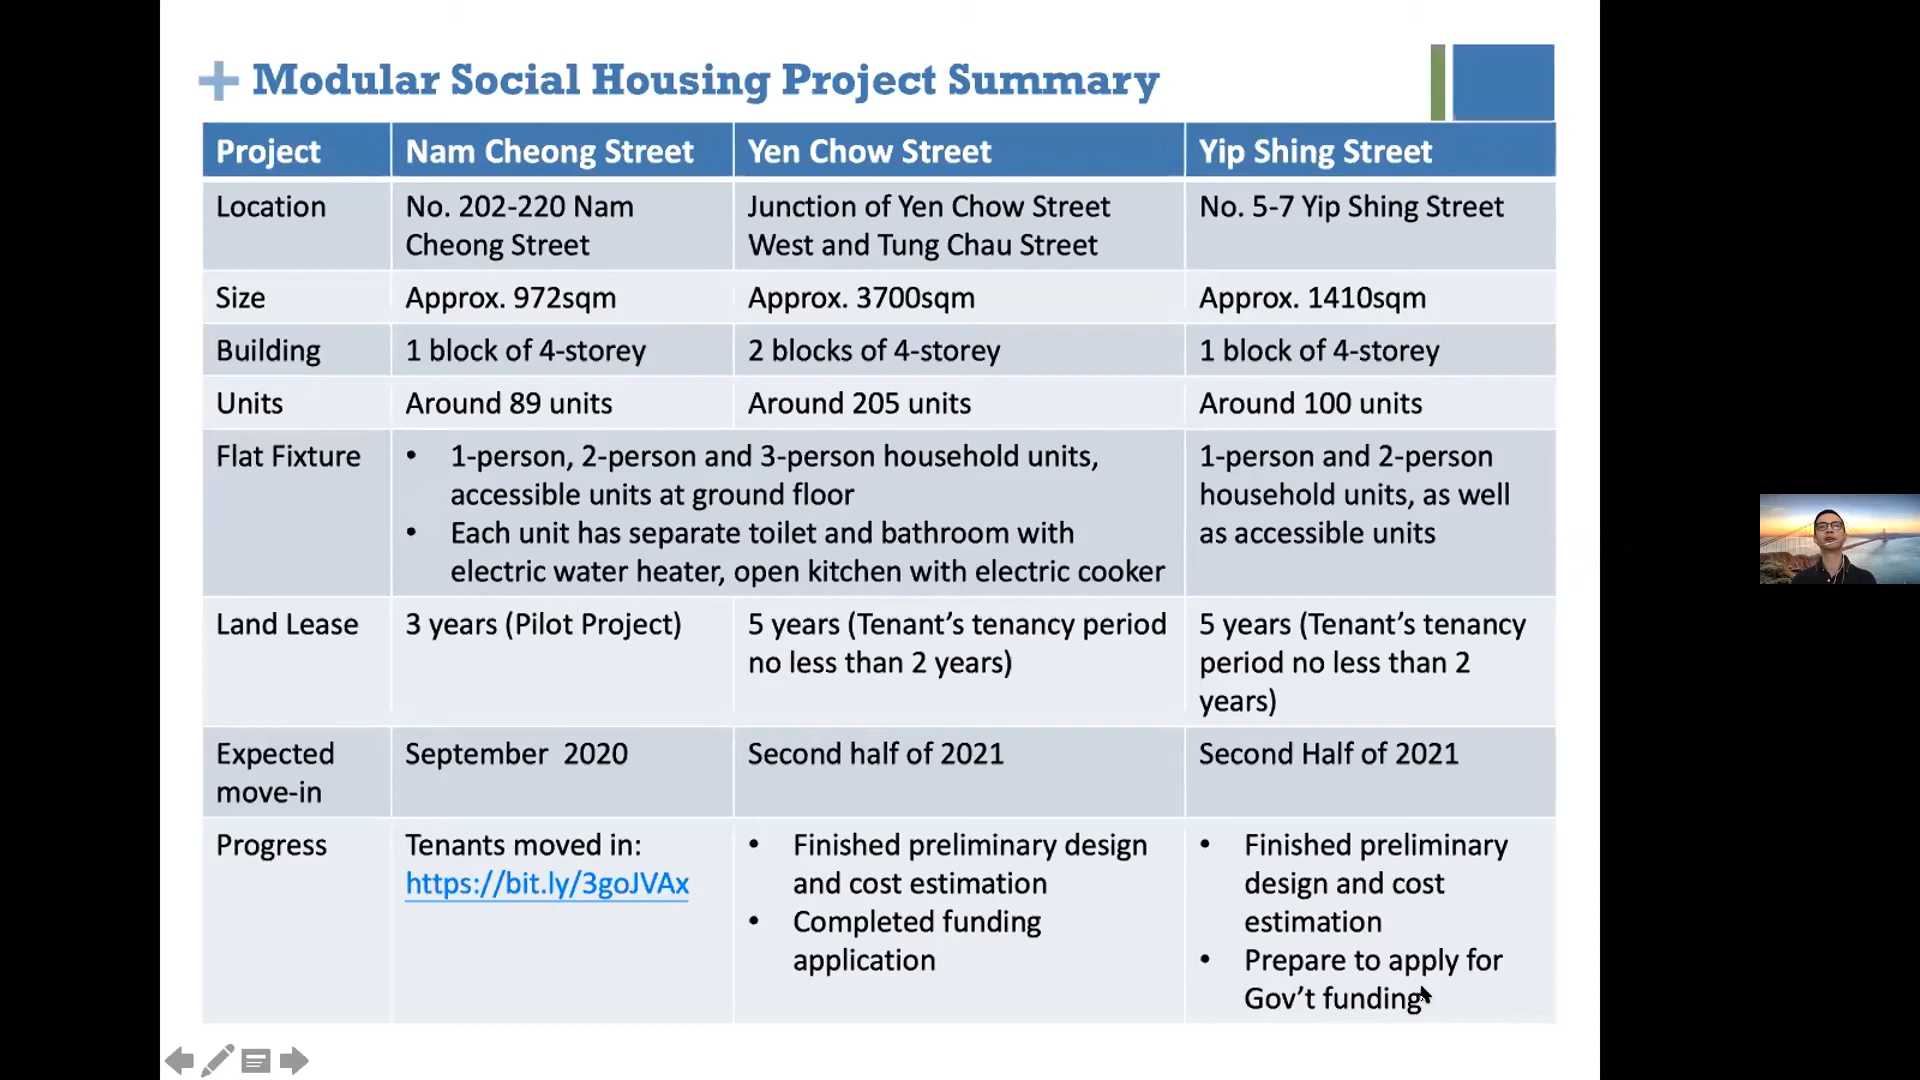 Modular Social Housing Project Summary
Project
Nam Cheong Street
Yen Chow Street
Yip Shing Street
Location
No. 202-220 Nam
Cheong Street
Junction of Yen Chow Street
West and Tung Chau Street
No. 5-7 Yip Shing Street
Size
Approx. 972sqm
Approx. 3700sqm
Approx. 1410sqm
Building
1 block of 4-storey
2 blocks of 4-storey
1 block of 4-storey
Units
Around 89 units
Around 205 units
Around 100 units
Flat Fixture
• 1-person, 2-person and 3-person household units,
accessible units at ground floor
• Each unit has separate toilet and bathroom with
electric water heater, open kitchen with electric cooker
1-person and 2-person
household units, as well
as accessible units
Land Lease
3 years (Pilot Project)
5 years (Tenant’s tenancy period
no less than 2 years)
5 years (Tenant’s tenancy
period no less than 2
years)
Expected
move-in
September 2020
Second half of 2021
Second Half of 2021
Progress
Tenants moved in:
https://bit.ly/3goJVAx
• Finished preliminary design
and cost estimation
• Completed funding
application
• Finished preliminary
design and cost
estimation
• Prepare to apply for
Gov’t funding